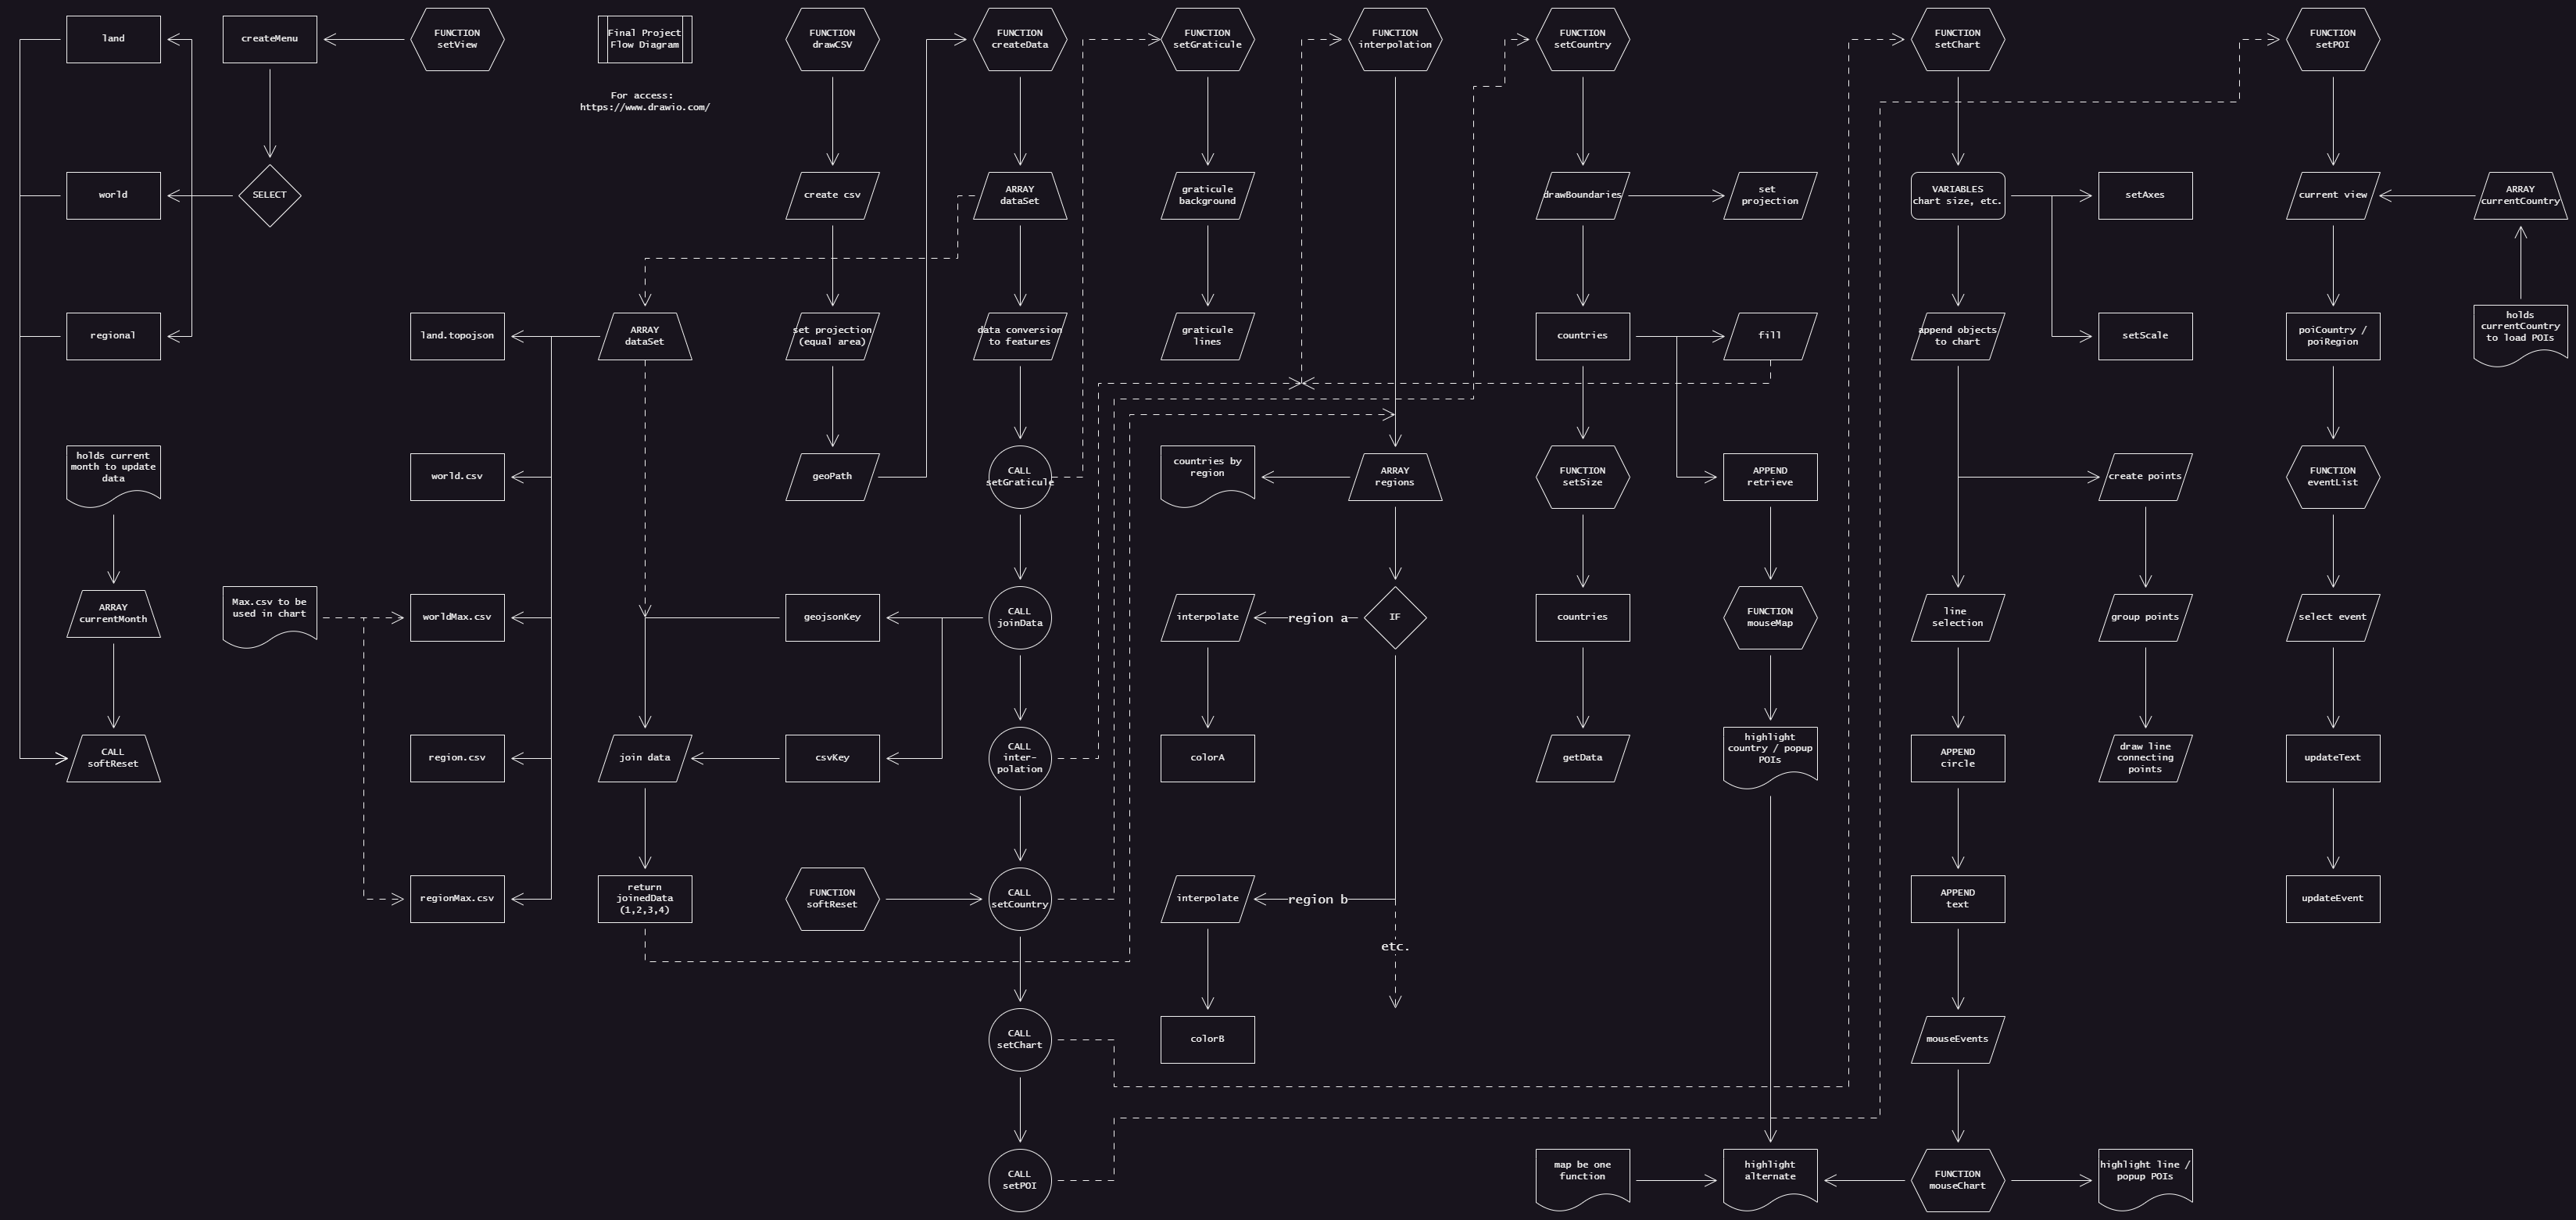 land
createMenu
FUNCTION
setView
Final Project
Flow Diagram
FUNCTION
drawCSV
FUNCTION
createData
FUNCTION
setGraticule
FUNCTION
interpolation
FUNCTION
setCountry
FUNCTION
setChart
FUNCTION
setPOI
For access:
https://www.drawio.com/
world
SELECT
create csv
ARRAY
dataSet
graticule
background
drawBoundaries
set
projection
VARIABLES
chart size, etc.
setAxes
current view
ARRAY
currentCountry
regional
land.topojson
ARRAY
dataSet
set projection
(equal area)
data conversion
to features
graticule
lines
countries
fill
append objects
to chart
setScale
poiCountry /
poiRegion
holds
currentCountry
to load POIs
holds current
month to update
data
world.csv
geoPath
CALL
setGraticule
countries by
region
ARRAY
regions
FUNCTION
setSize
APPEND
retrieve
create points
FUNCTION
eventList
ARRAY
currentMonth
Max.csv to be
used in chart
worldMax.csv
geojsonKey
CALL
joinData
interpolate
region a
IF
countries
FUNCTION
mouseMap
line
selection
group points
select event
CALL
softReset
region.csv
join data
csvKey
CALL
inter-
polation
colorA
getData
highlight
country / popup
POIs
APPEND
circle
draw line
connecting
points
updateText
regionMax.csv
return
joinedData
(1,2,3,4)
FUNCTION
softReset
CALL
setCountry
interpolate
region b
APPEND
text
updateEvent
etc.
CALL
setChart
colorB
mouseEvents
CALL
setPOI
map be one
function
highlight
alternate
FUNCTION
mouseChart
highlight line /
popup POIs